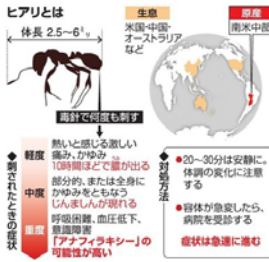 ヒアリとは
体長 2.5~6㍉
毒針で何度も刺す
生息
米国・中国・
オーストラリア
など
原産
南米中部
◆刺されたときの症状
軽度
熱いと感じる激しい
痛み、かゆみ
10時間ほどで膿が出る
中度
部分的、または全身に
かゆみをともなう
じんましんが現れる
重度
呼吸困難、血圧低下、
意識障害
「アナフィラキシー」の
可能性が高い
◆対処方法
●20~30分は安静に。
体調の変化に注意
する
●容体が急変したら、
病院を受診する
症状は急速に進む